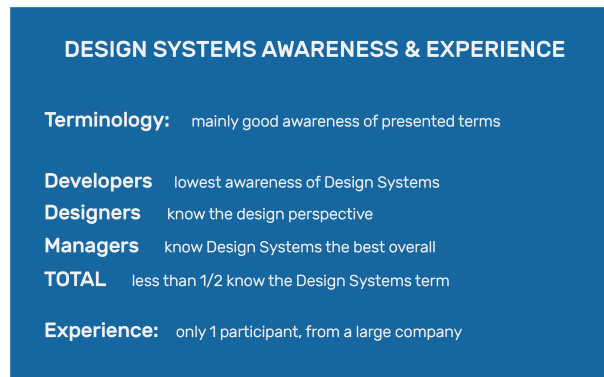 DESIGN SYSTEMS AWARENESS & EXPERIENCE
Terminology: mainly good awareness of presented terms
Developers lowest awareness of Design Systems
Designers know the design perspective
Managers know Design Systems the best overall
TOTAL less than 1/2 know the Design Systems term
Experience: only 1 participant, from a large company